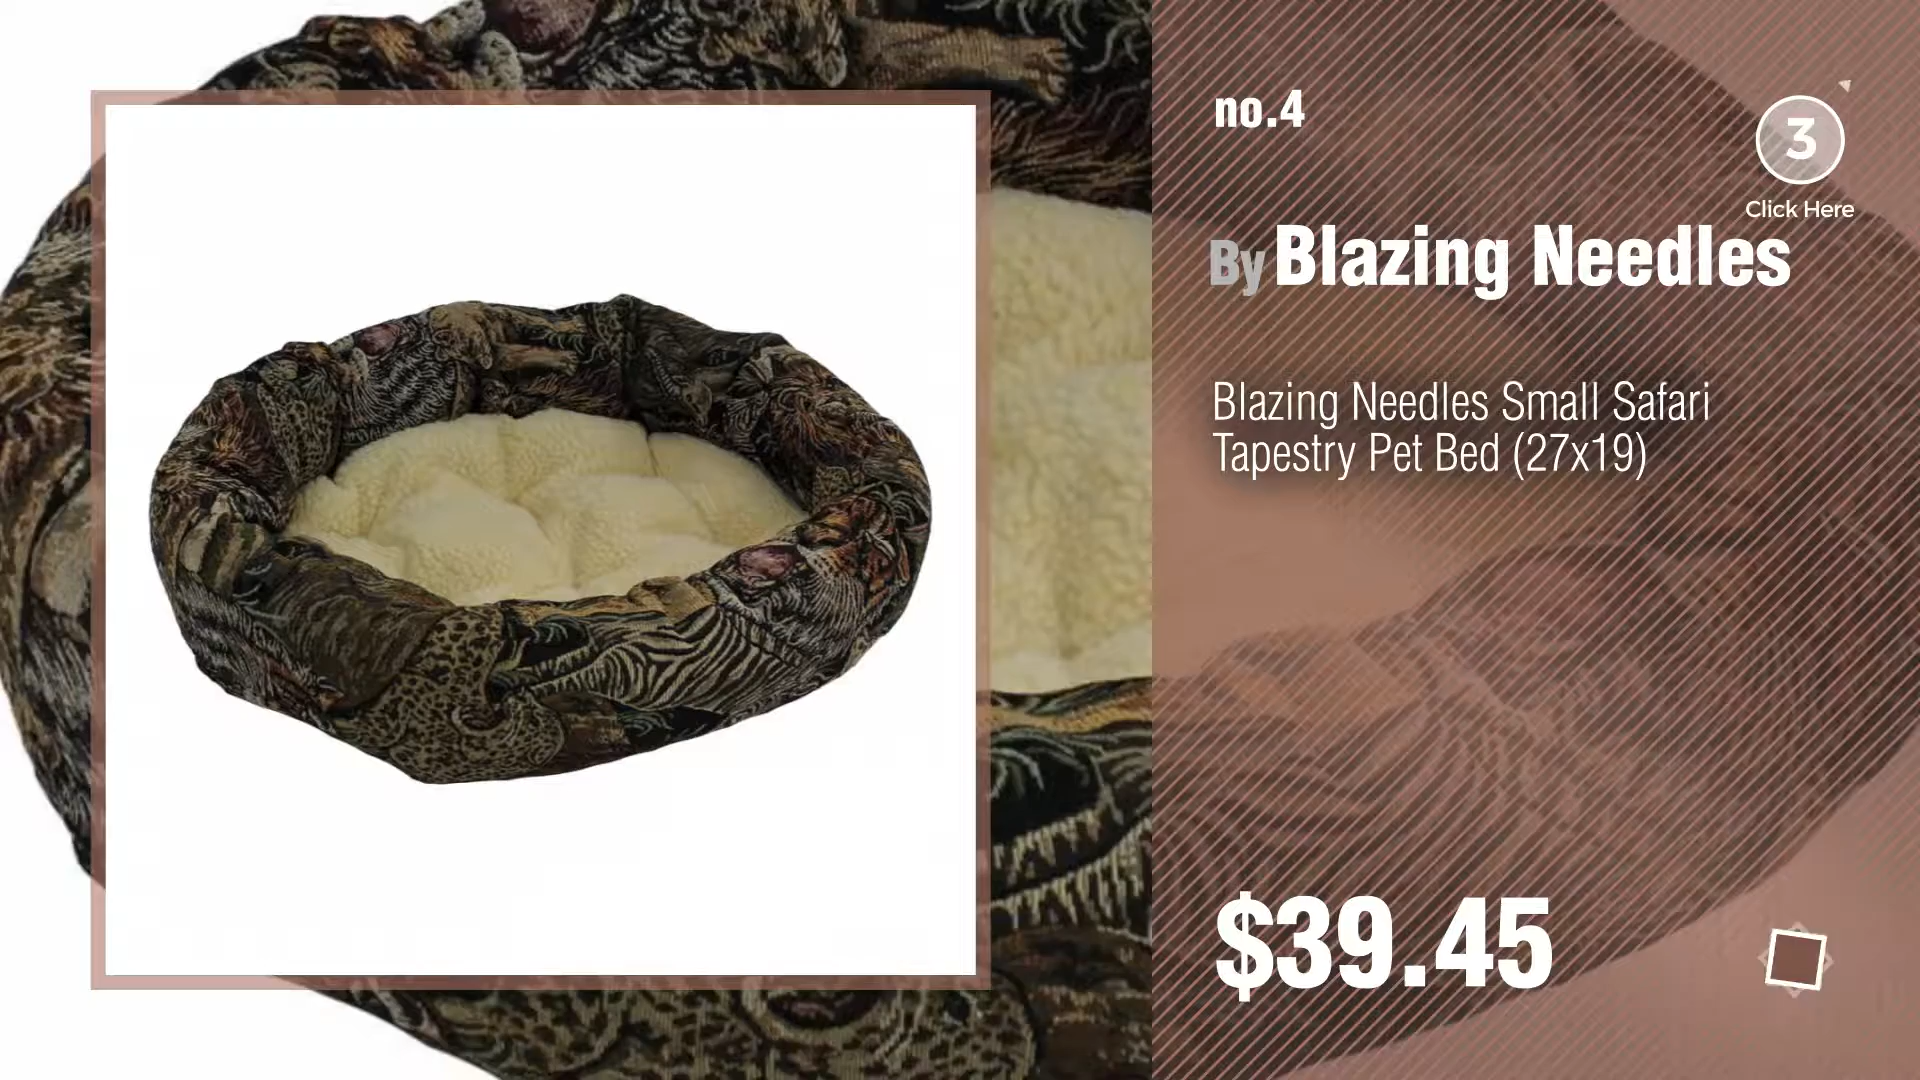 no.4
3
Click Here
By Blazing Needles
Blazing Needles Small Safari
Tapestry Pet Bed (27x19)
$39.45